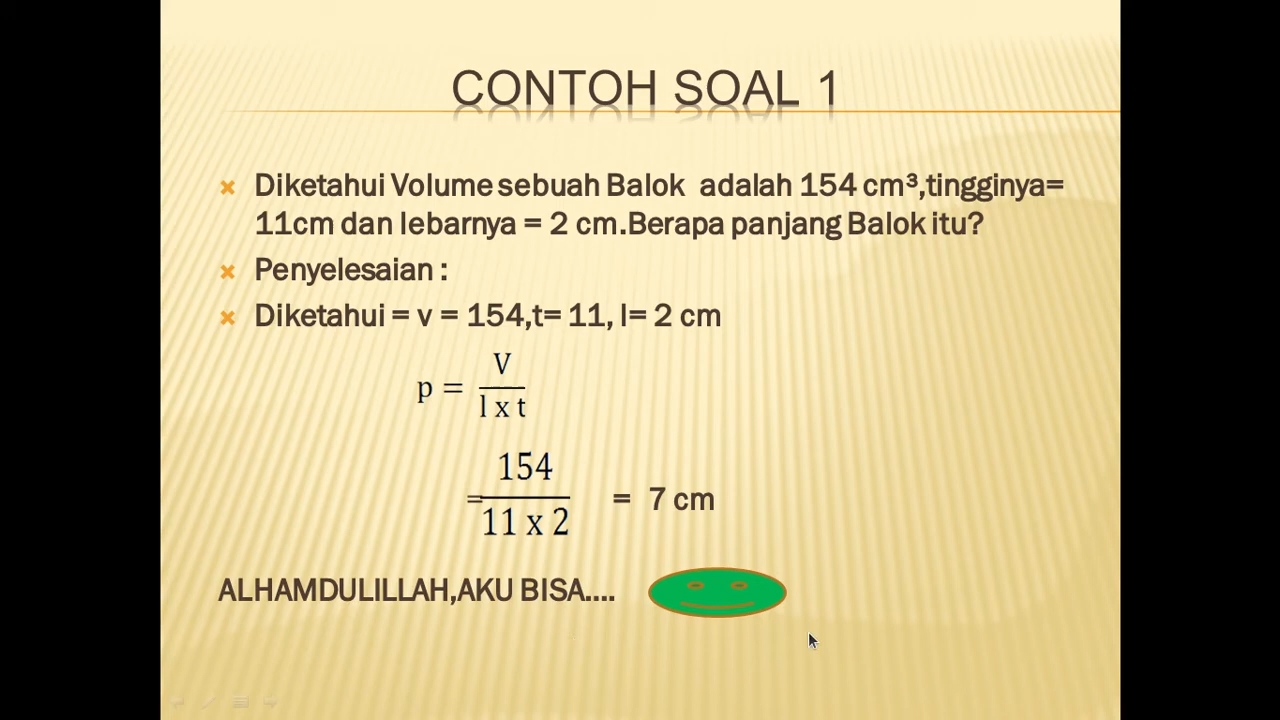 CONTOH SOAL 1
Diketahui Volume sebuah Balok adalah 154 cm³,tingginya=
11cm dan lebarnya = 2 cm.Berapa panjang Balok itu?
Penyelesaian :
Diketahui = v = 154,t= 11, l= 2 cm
p = V
l x t
= 154
11 x 2
= 7 cm
ALHAMDULILLAH,AKU BISA....